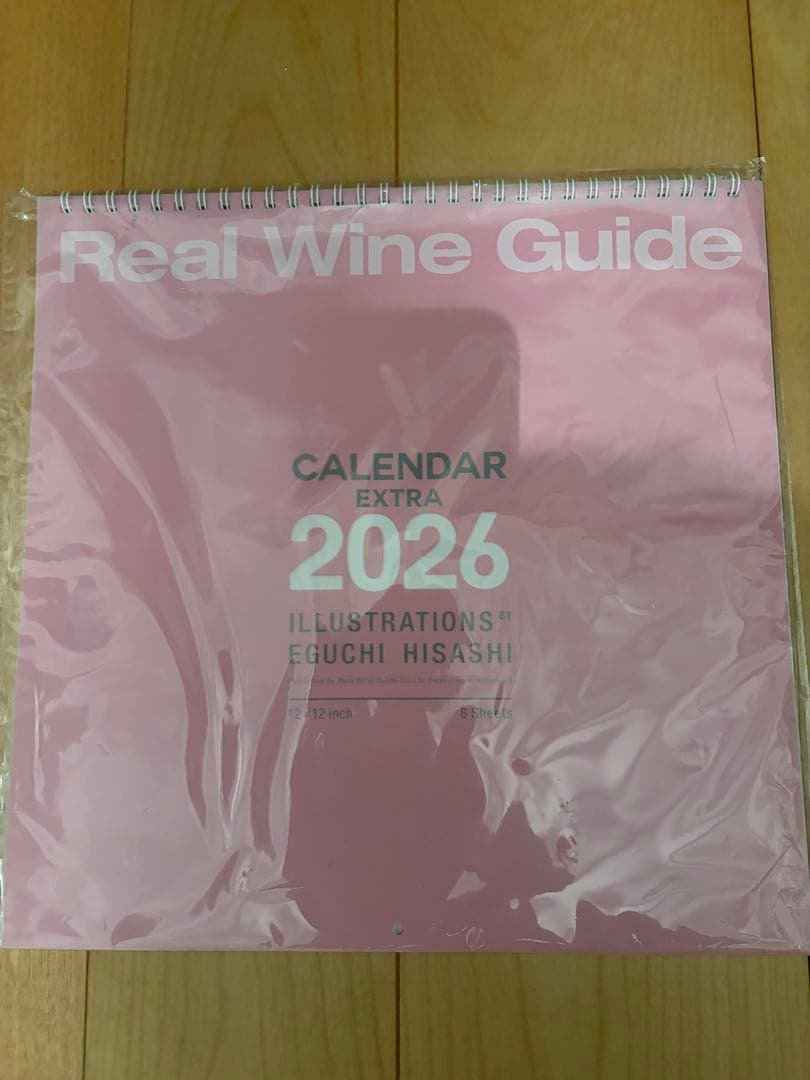 Real Wine Guide
CALENDAR
EXTRA
2026
ILLUSTRATIONS BY
EGUCHI HISASHI
12×12 inch 8 Sheets